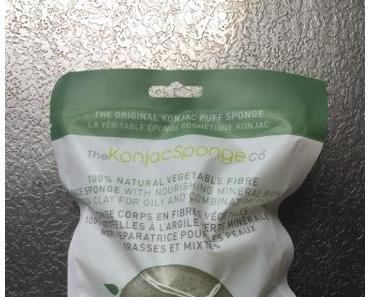 THE ORIGINAL KONJAC PUFF SPONGE
LA VÉRITABLE ÉPONGE COSMÉTIQUE KONJAC
TheKonjacSpongeCo
100% NATURAL VEGETABLE FIBRE
SPONGE WITH NOURISHING MINERAL
CLAY FOR OILY AND COMBINATION
ÉPONGE CORPS EN FIBRES VÉGÉTALES
100% À L'ARGILE VERTE MINÉRALE
RÉPARATRICE POUR LES PEAUX
GRASSES ET MIXTES